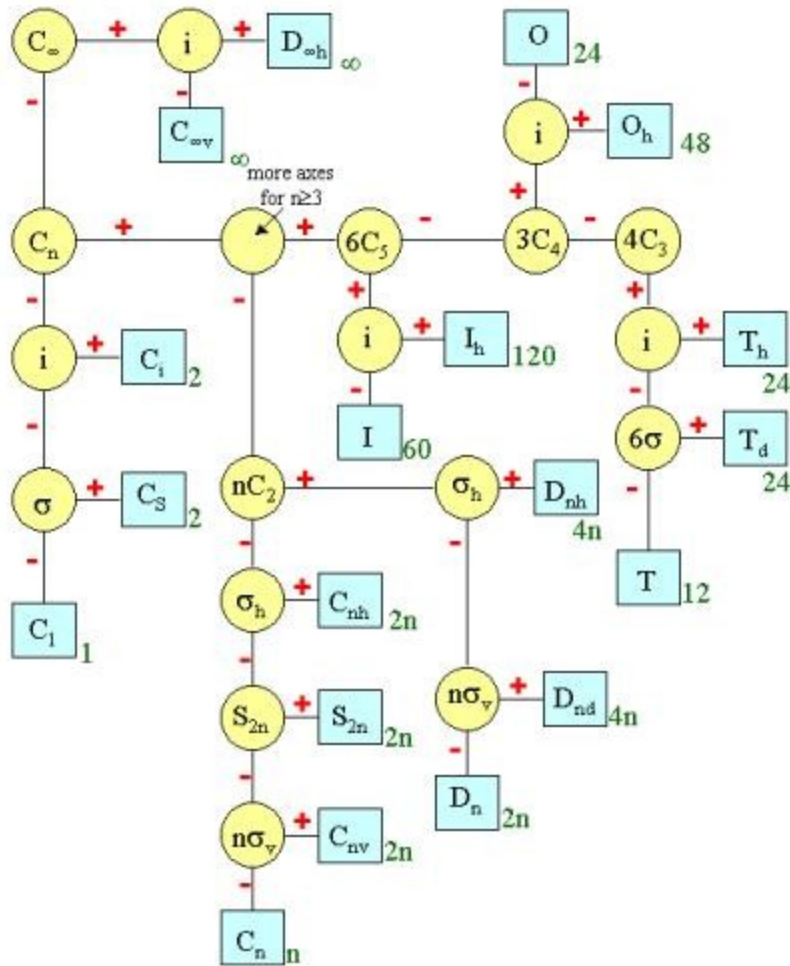 C∞ + i + D∞h ∞
O 24
- -
C∞v ∞
i + Oh 48
more axes
for n≥3
+
Cn + + 6C5 - 3C4 - 4C3
- - + +
i + Ci 2
i + Ih 120
i + Th 24
- - -
I 60
6σ + Td 24
σ + CS 2
nC2 + σh + Dnh 4n
- - - -
C1 1
σh + Cnh 2n
T 12
-
S2n + S2n 2n
nσv + Dnd 4n
- -
Dn 2n
nσv + Cnv 2n
-
Cn n